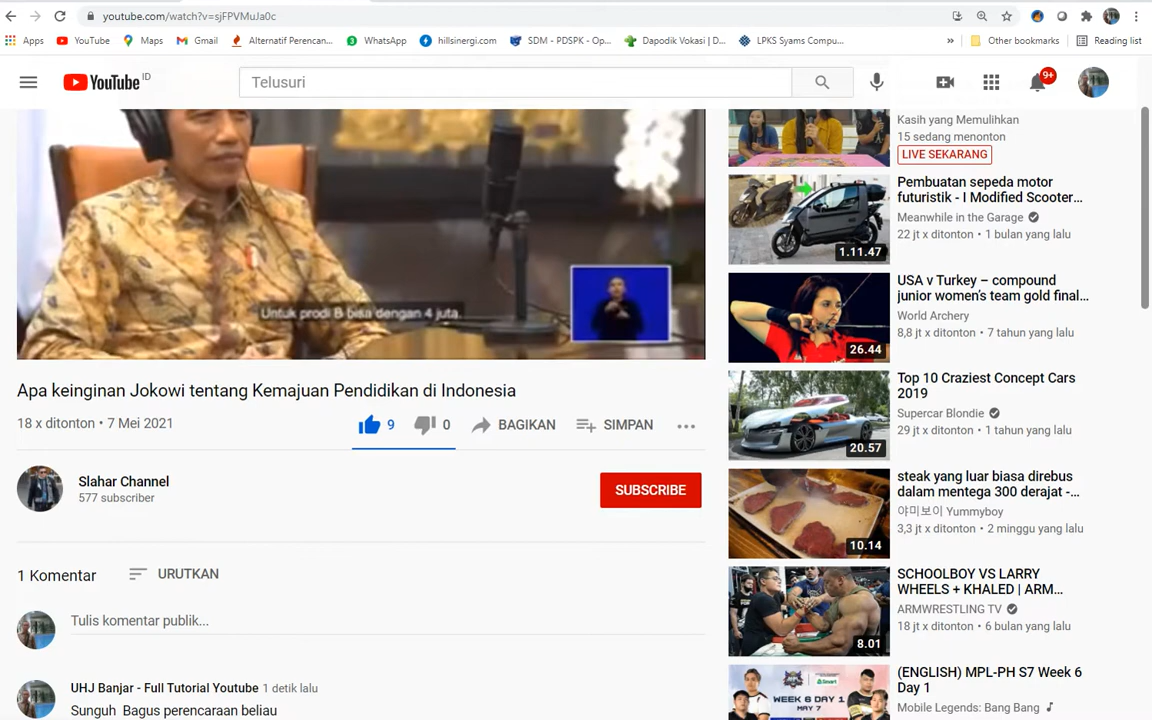 youtube.com/watch?v=sjFPVMuJa0c
Apps YouTube Maps Gmail Alternatif Perencan... WhatsApp hillsinergi.com SDM - PDSPK - Op... Dapodik Vokasi | D... LPKS Syams Compu... » Other bookmarks Reading list
YouTube ID
Telusuri
9+
Untuk prodi B bisa dengan 4 juta.
Apa keinginan Jokowi tentang Kemajuan Pendidikan di Indonesia
18 x ditonton • 7 Mei 2021
9 0 BAGIKAN SIMPAN
Slahar Channel
577 subscriber
SUBSCRIBE
1 Komentar URUTKAN
Tulis komentar publik...
UHJ Banjar - Full Tutorial Youtube 1 detik lalu
Sunguh Bagus perencaraan beliau
Kasih yang Memulihkan
15 sedang menonton
LIVE SEKARANG
Pembuatan sepeda motor
futuristik - I Modified Scooter...
Meanwhile in the Garage
22 jt x ditonton • 1 bulan yang lalu
1.11.47
USA v Turkey – compound
junior women's team gold final...
World Archery
8,8 jt x ditonton • 7 tahun yang lalu
26.44
Top 10 Craziest Concept Cars
2019
Supercar Blondie
29 jt x ditonton • 1 tahun yang lalu
20.57
steak yang luar biasa direbus
dalam mentega 300 derajat -...
야미보이 Yummyboy
3,3 jt x ditonton • 2 minggu yang lalu
10.14
SCHOOLBOY VS LARRY
WHEELS + KHALED | ARM...
ARMWRESTLING TV
18 jt x ditonton • 6 bulan yang lalu
8.01
(ENGLISH) MPL-PH S7 Week 6
Day 1
Mobile Legends: Bang Bang
Smart
WEEK 6 DAY 1
MAY 7